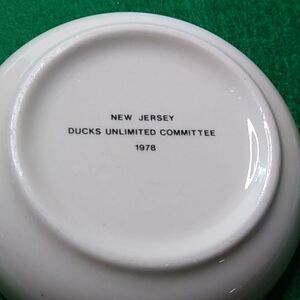 NEW JERSEY
DUCKS UNLIMITED COMMITTEE
1978